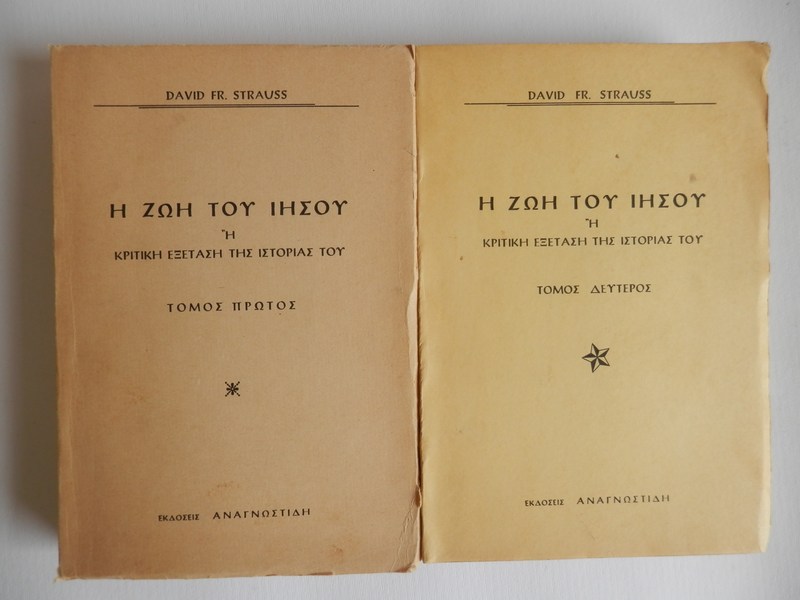 DAVID FR. STRAUSS
Η ΖΩΗ ΤΟΥ ΙΗΣΟΥ
Ἢ
ΚΡΙΤΙΚΗ ΕΞΕΤΑΣΗ ΤΗΣ ΙΣΤΟΡΙΑΣ ΤΟΥ
ΤΟΜΟΣ ΠΡΩΤΟΣ
ΕΚΔΟΣΕΙΣ ΑΝΑΓΝΩΣΤΙΔΗ
DAVID FR. STRAUSS
Η ΖΩΗ ΤΟΥ ΙΗΣΟΥ
Ἢ
ΚΡΙΤΙΚΗ ΕΞΕΤΑΣΗ ΤΗΣ ΙΣΤΟΡΙΑΣ ΤΟΥ
ΤΟΜΟΣ ΔΕΥΤΕΡΟΣ
ΕΚΔΟΣΕΙΣ ΑΝΑΓΝΩΣΤΙΔΗ